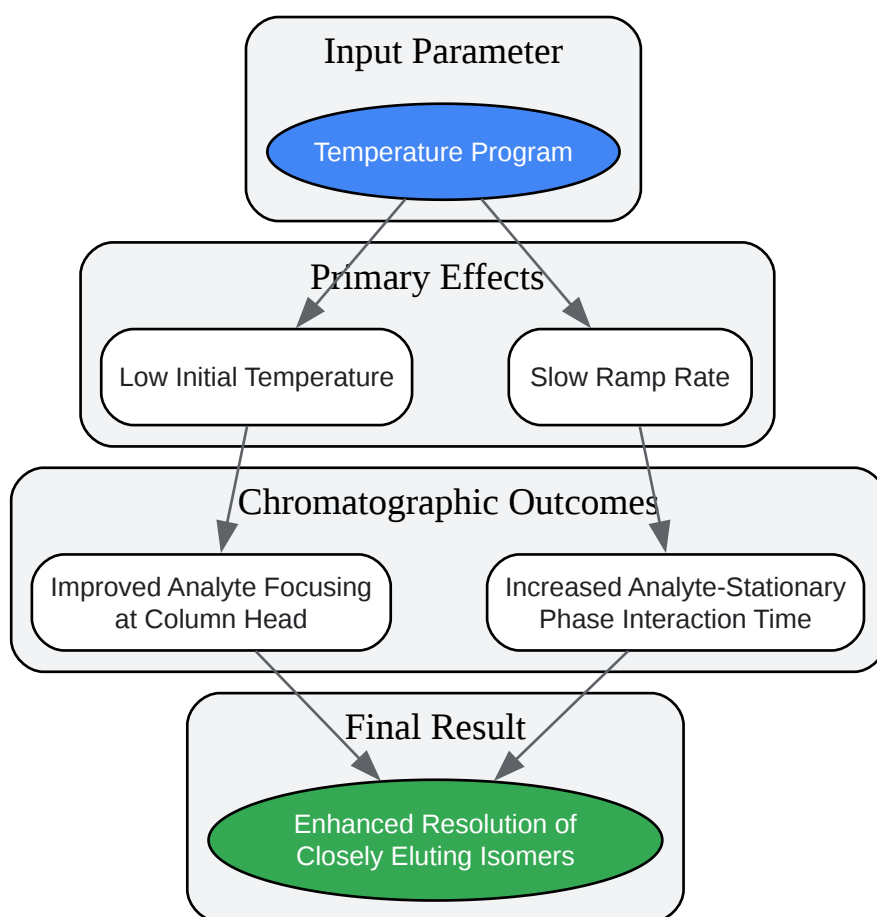 Input Parameter
Temperature Program
Primary Effects
Low Initial Temperature
Slow Ramp Rate
Chromatographic Outcomes
Improved Analyte Focusing
at Column Head
Increased Analyte-Stationary
Phase Interaction Time
Final Result
Enhanced Resolution of
Closely Eluting Isomers